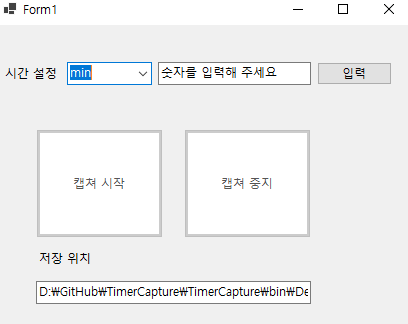 Form1
시간 설정 min 숫자를 입력해 주세요 입력
캡쳐 시작 캡쳐 중지
저장 위치
D:₩GitHub₩TimerCapture₩TimerCapture₩bin₩De